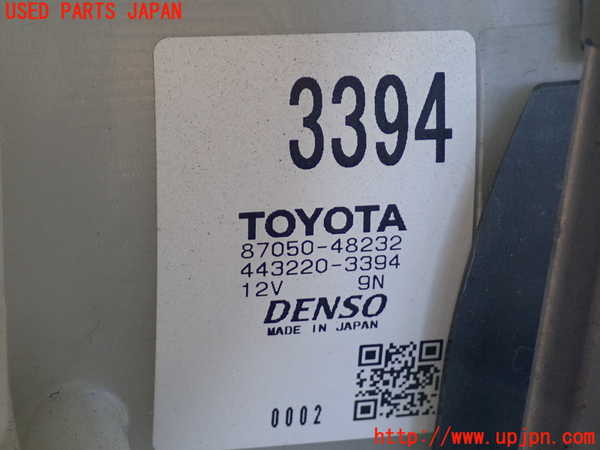 USED PARTS JAPAN
3394
TOYOTA
87050-48232
443220-3394
12V 9N
DENSO
MADE IN JAPAN
0002
http://www.upjpn.com/